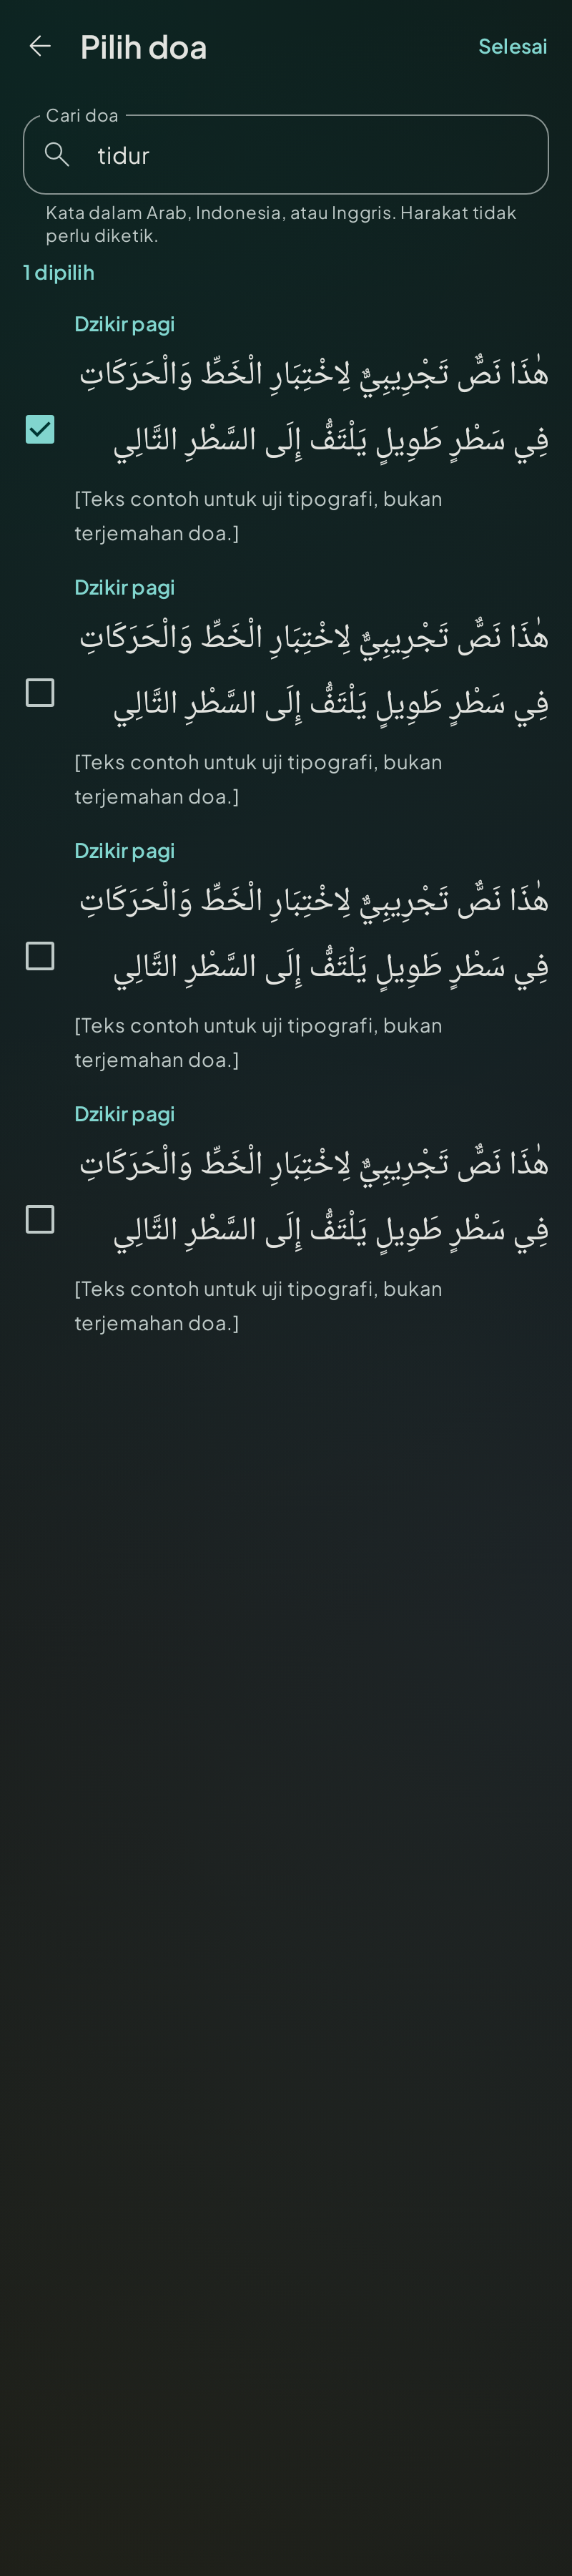 Pilih doa
Selesai
Cari doa
tidur
Kata dalam Arab, Indonesia, atau Inggris. Harakat tidak
perlu diketik.
1 dipilih
Dzikir pagi
هٰذَا نَصٌّ تَجْرِيبِيٌّ لِاخْتِبَارِ الْخَطِّ وَالْحَرَكَاتِ
فِي سَطْرٍ طَوِيلٍ يَلْتَفُّ إِلَى السَّطْرِ التَّالِي
[Teks contoh untuk uji tipografi, bukan
terjemahan doa.]
Dzikir pagi
هٰذَا نَصٌّ تَجْرِيبِيٌّ لِاخْتِبَارِ الْخَطِّ وَالْحَرَكَاتِ
فِي سَطْرٍ طَوِيلٍ يَلْتَفُّ إِلَى السَّطْرِ التَّالِي
[Teks contoh untuk uji tipografi, bukan
terjemahan doa.]
Dzikir pagi
هٰذَا نَصٌّ تَجْرِيبِيٌّ لِاخْتِبَارِ الْخَطِّ وَالْحَرَكَاتِ
فِي سَطْرٍ طَوِيلٍ يَلْتَفُّ إِلَى السَّطْرِ التَّالِي
[Teks contoh untuk uji tipografi, bukan
terjemahan doa.]
Dzikir pagi
هٰذَا نَصٌّ تَجْرِيبِيٌّ لِاخْتِبَارِ الْخَطِّ وَالْحَرَكَاتِ
فِي سَطْرٍ طَوِيلٍ يَلْتَفُّ إِلَى السَّطْرِ التَّالِي
[Teks contoh untuk uji tipografi, bukan
terjemahan doa.]